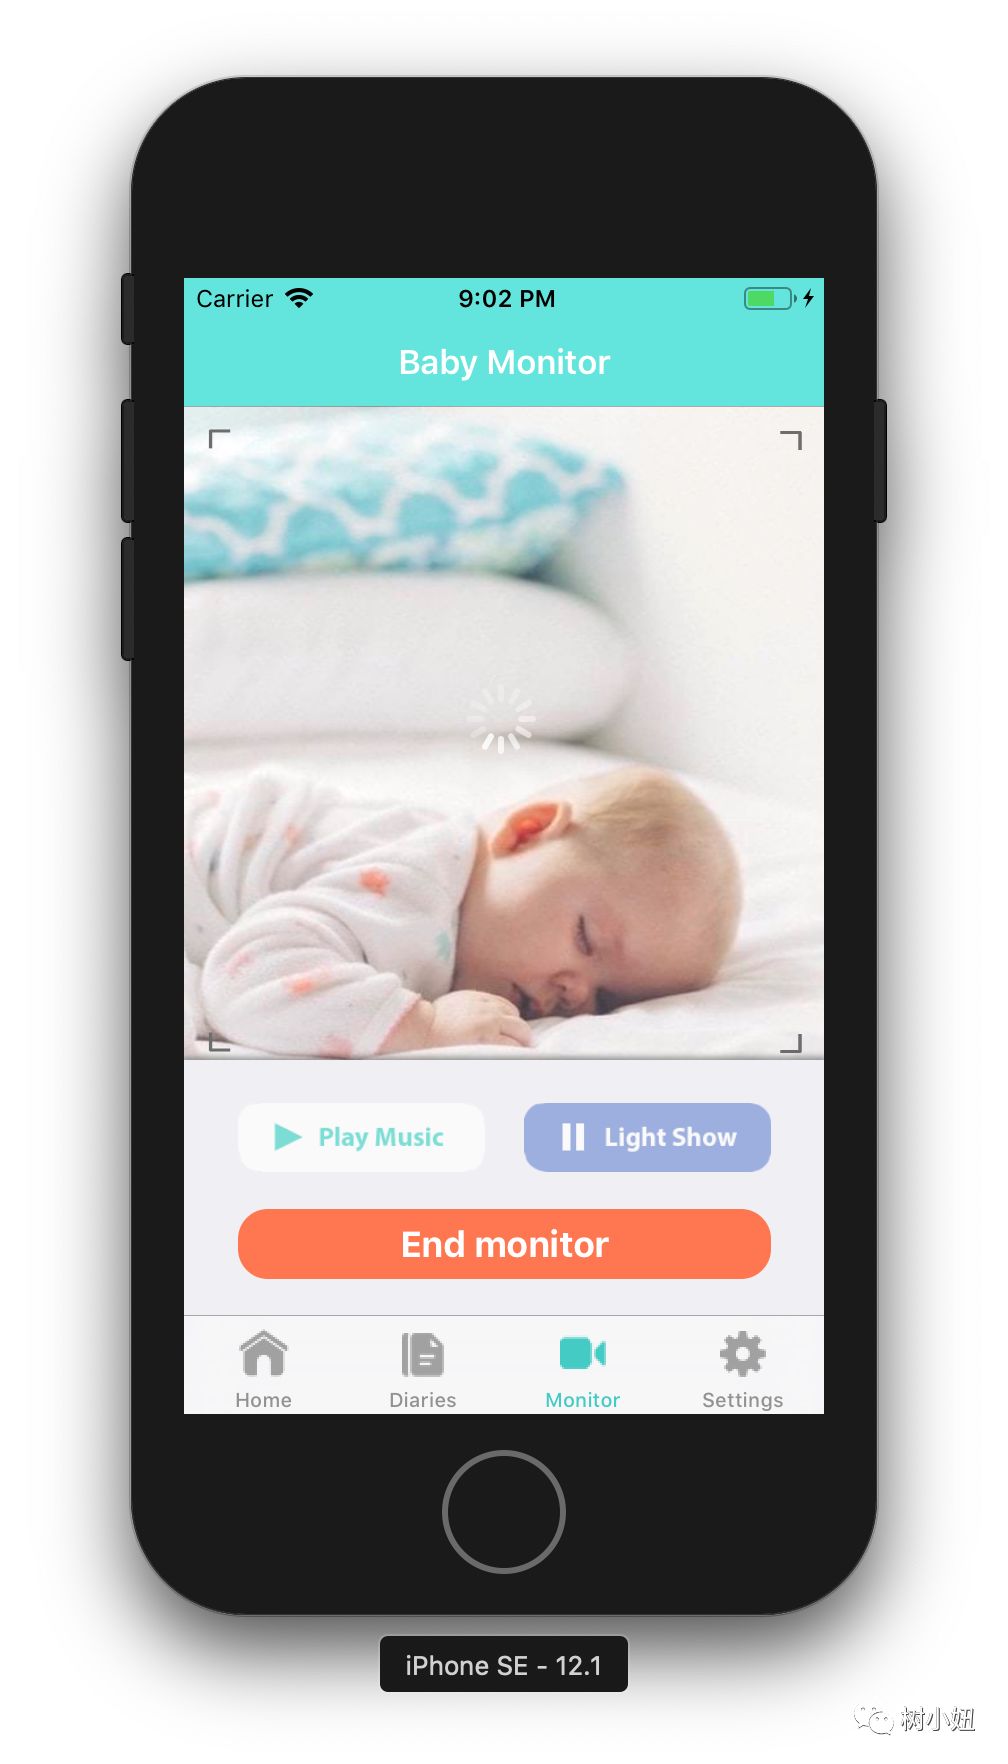 Carrier 9:02 PM
Baby Monitor
Play Music Light Show
End monitor
Home Diaries Monitor Settings
iPhone SE - 12.1
树小妞